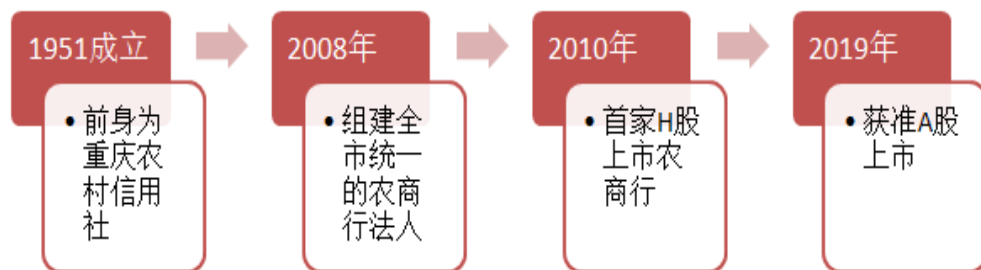 1951成立
• 前身为
重庆农
村信用
社
2008年
• 组建全
市统一
的农商
行法人
2010年
• 首家H股
上市农
商行
2019年
• 获准A股
上市